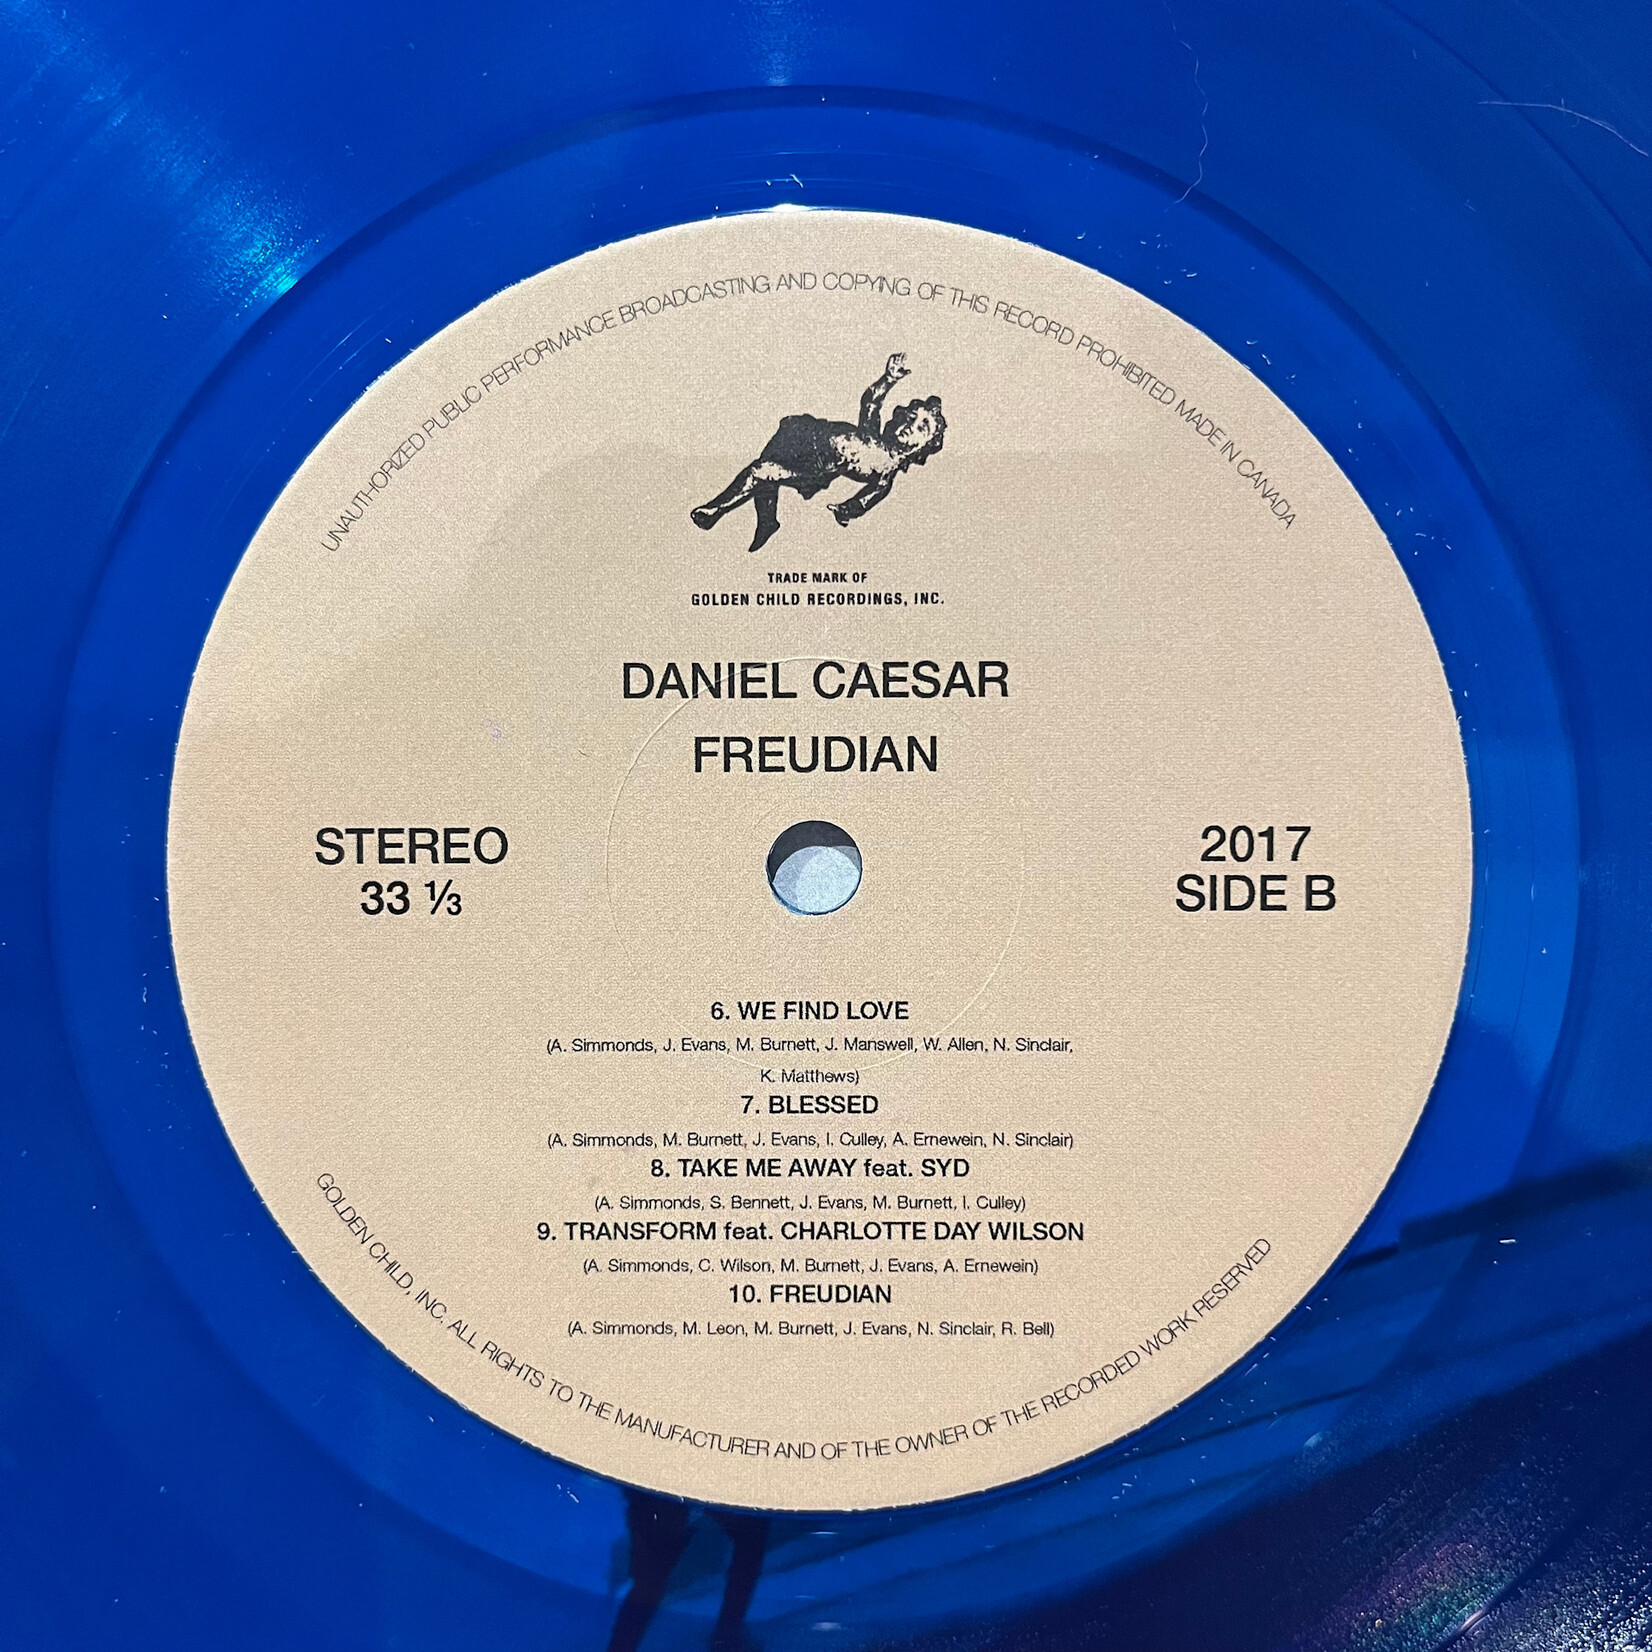 UNAUTHORIZED PUBLIC PERFORMANCE BROADCASTING AND COPYING OF THIS RECORD PROHIBITED MADE IN CANADA
TRADE MARK OF
GOLDEN CHILD RECORDINGS, INC.
DANIEL CAESAR
FREUDIAN
STEREO
33 ⅓
2017
SIDE B
6. WE FIND LOVE
(A. Simmonds, J. Evans, M. Burnett, J. Manswell, W. Allen, N. Sinclair,
K. Matthews)
7. BLESSED
(A. Simmonds, M. Burnett, J. Evans, I. Culley, A. Ernewein, N. Sinclair)
8. TAKE ME AWAY feat. SYD
(A. Simmonds, S. Bennett, J. Evans, M. Burnett, I. Culley)
9. TRANSFORM feat. CHARLOTTE DAY WILSON
(A. Simmonds, C. Wilson, M. Burnett, J. Evans, A. Ernewein)
10. FREUDIAN
(A. Simmonds, M. Leon, M. Burnett, J. Evans, N. Sinclair, R. Bell)
GOLDEN CHILD, INC. ALL RIGHTS TO THE MANUFACTURER AND OF THE OWNER OF THE RECORDED WORK RESERVED